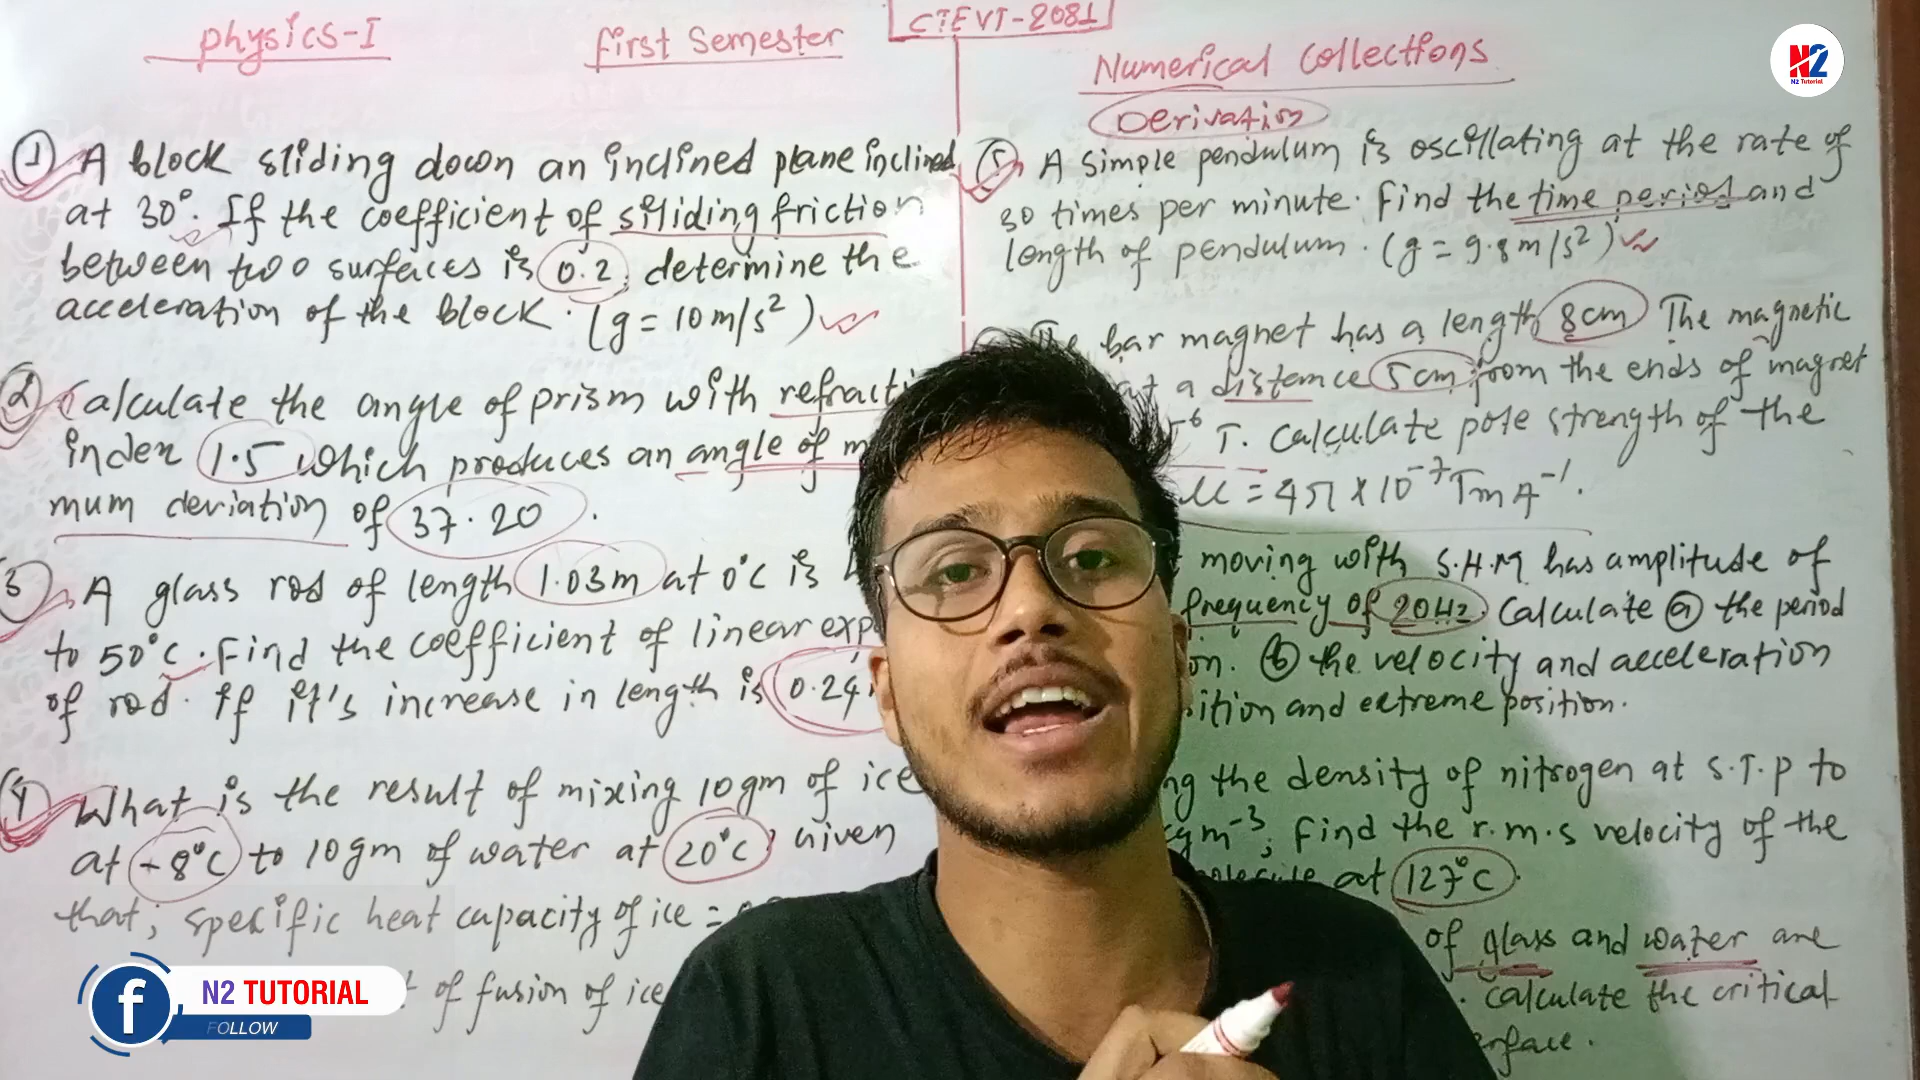 Physics-I
First Semester
CTEVT-2081
Numerical Collections
Derivation
① A block sliding down an inclined plane inclined
at 30°. If the coefficient of sliding friction
between two surfaces is 0.2, determine the
acceleration of the block. (g = 10 m/s²)
② Calculate the angle of prism with
index 1.5 which produces an angle of
mum deviation of 37.20.
3 A glass rod of length 1.03m at 0°C is
to 50°C. Find the coefficient of linear
of rod. If it's increase in length is 0.24
What is the result of mixing 10gm of ice
at -8°C to 10gm of water at 20°C, Given
that; specific heat capacity of ice =
of fusion of ice
⑤ A simple pendulum is oscillating at the rate of
30 times per minute. Find the time period and
length of pendulum. (g = 9.8 m/s²)
bar magnet has a length 8cm The magnetic
at a distance 5cm from the ends of magnet
⁻⁶ T. Calculate pole strength of the
= 4π × 10⁻⁷ TmA⁻¹.
moving with S.H.M has amplitude of
frequency of 20Hz. Calculate ⓐ the period
ⓑ the velocity and acceleration
and extreme position.
the density of nitrogen at S.T.P to
m⁻³, Find the r.m.s velocity of the
at 127°C.
of glass and water are
. Calculate the critical
N2
N2 Tutorial
f
N2 TUTORIAL
FOLLOW